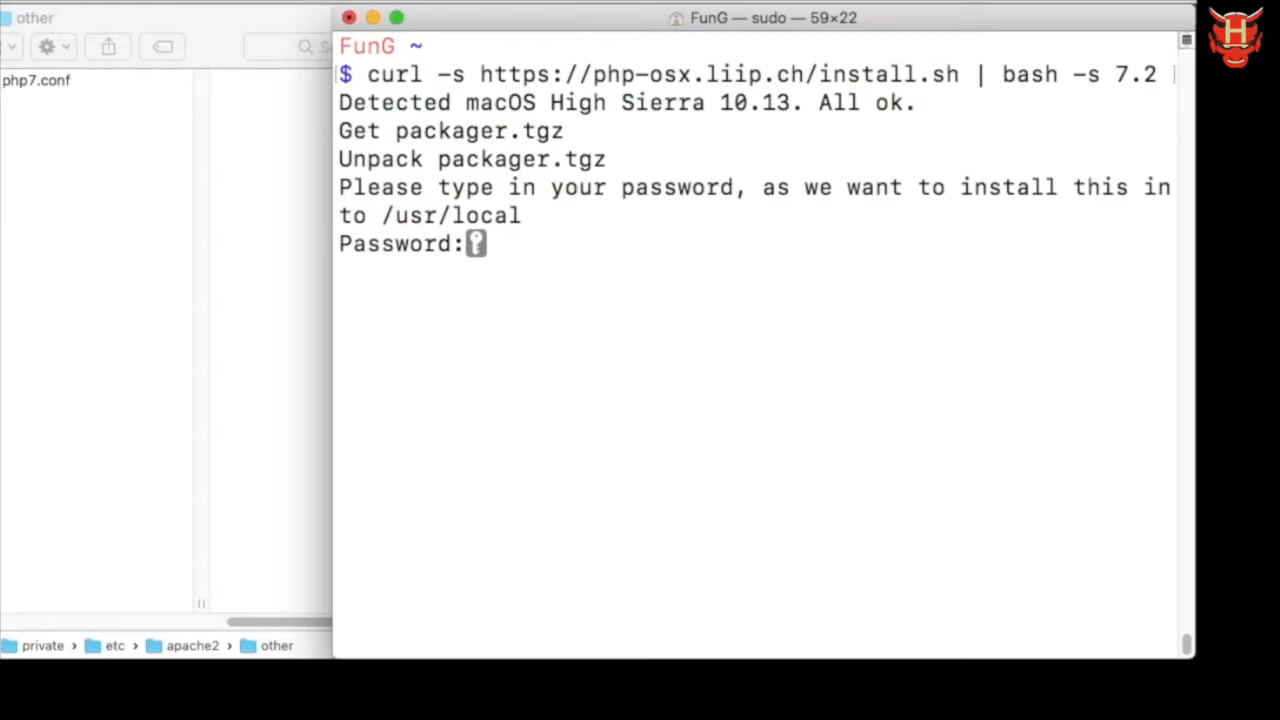 other
php7.conf
private › etc › apache2 › other
FunG — sudo — 59×22
FunG ~
$ curl -s https://php-osx.liip.ch/install.sh | bash -s 7.2
Detected macOS High Sierra 10.13. All ok.
Get packager.tgz
Unpack packager.tgz
Please type in your password, as we want to install this in
to /usr/local
Password:
H